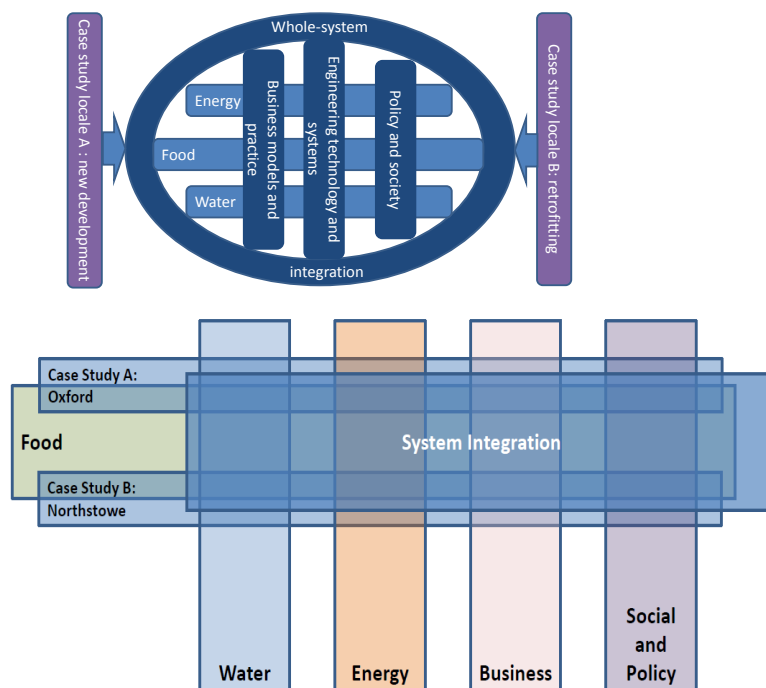 Whole-system
Case study locale A : new development
Energy
Food
Water
Business models and
practice
Engineering technology and
systems
Policy and society
Case study locale B: retrofitting
integration
Case Study A:
Oxford
Food
System Integration
Case Study B:
Northstowe
Water
Energy
Business
Social
and
Policy